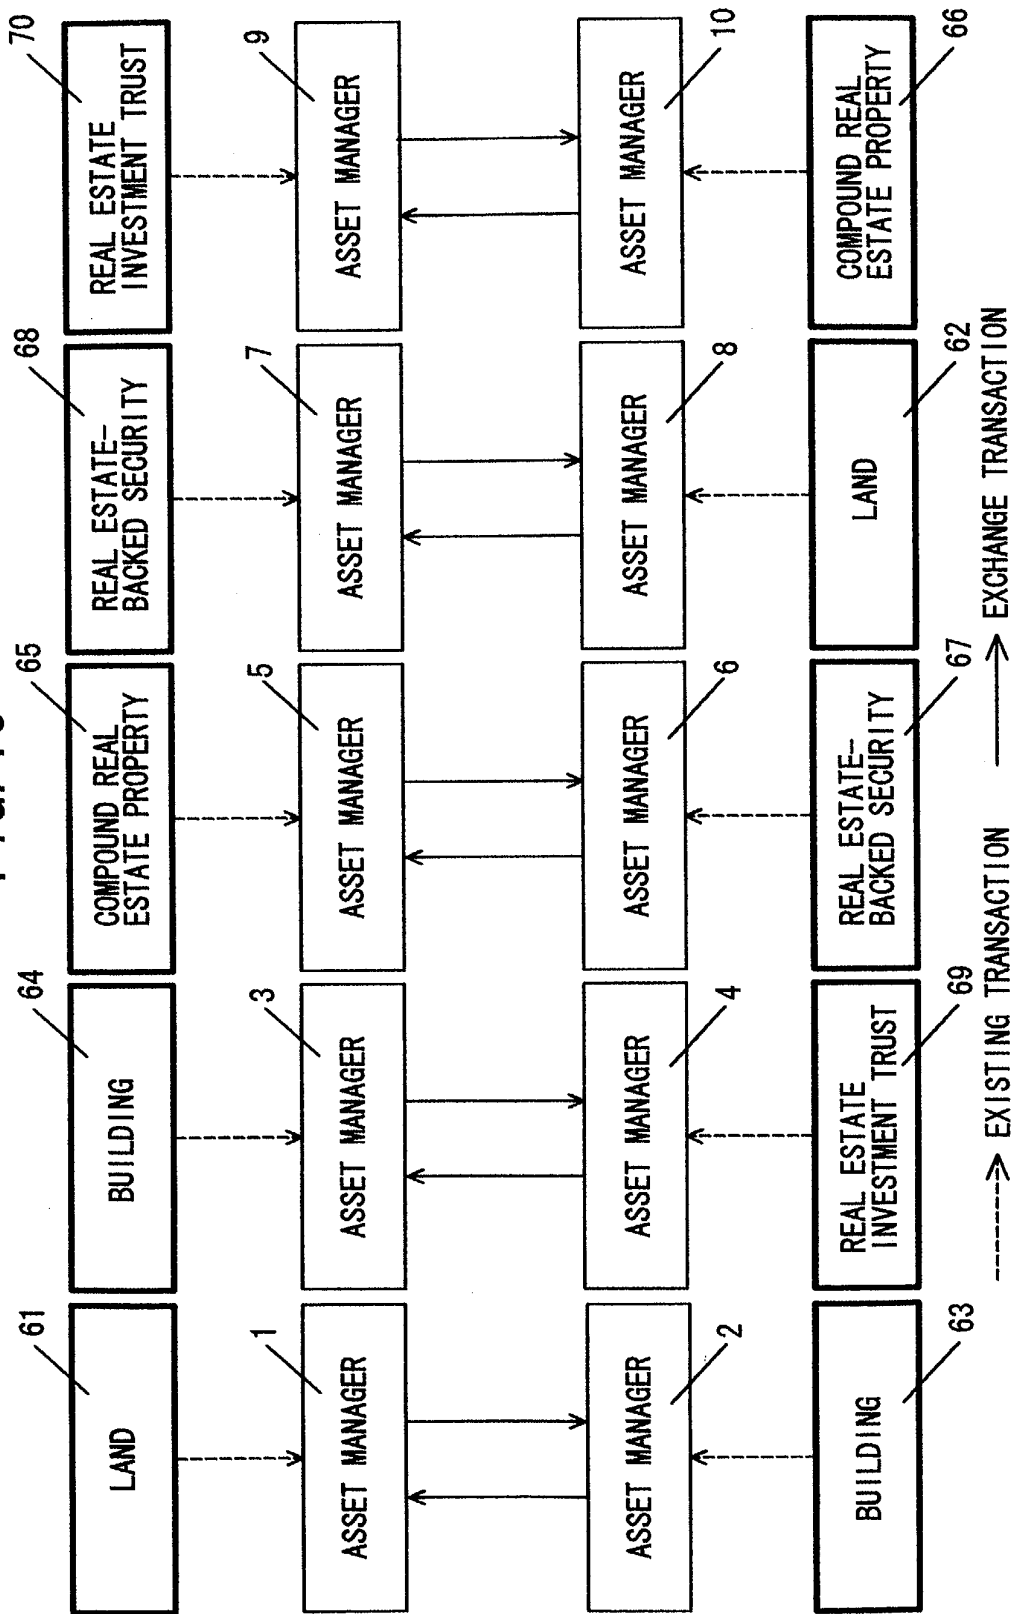 61
LAND
64
BUILDING
65
COMPOUND REAL
ESTATE PROPERTY
68
REAL ESTATE-
BACKED SECURITY
70
REAL ESTATE
INVESTMENT TRUST
1
ASSET MANAGER
3
ASSET MANAGER
5
ASSET MANAGER
7
ASSET MANAGER
9
ASSET MANAGER
2
ASSET MANAGER
4
ASSET MANAGER
6
ASSET MANAGER
8
ASSET MANAGER
10
ASSET MANAGER
63
BUILDING
69
REAL ESTATE
INVESTMENT TRUST
67
REAL ESTATE-
BACKED SECURITY
62
LAND
66
COMPOUND REAL
ESTATE PROPERTY
EXISTING TRANSACTION
EXCHANGE TRANSACTION